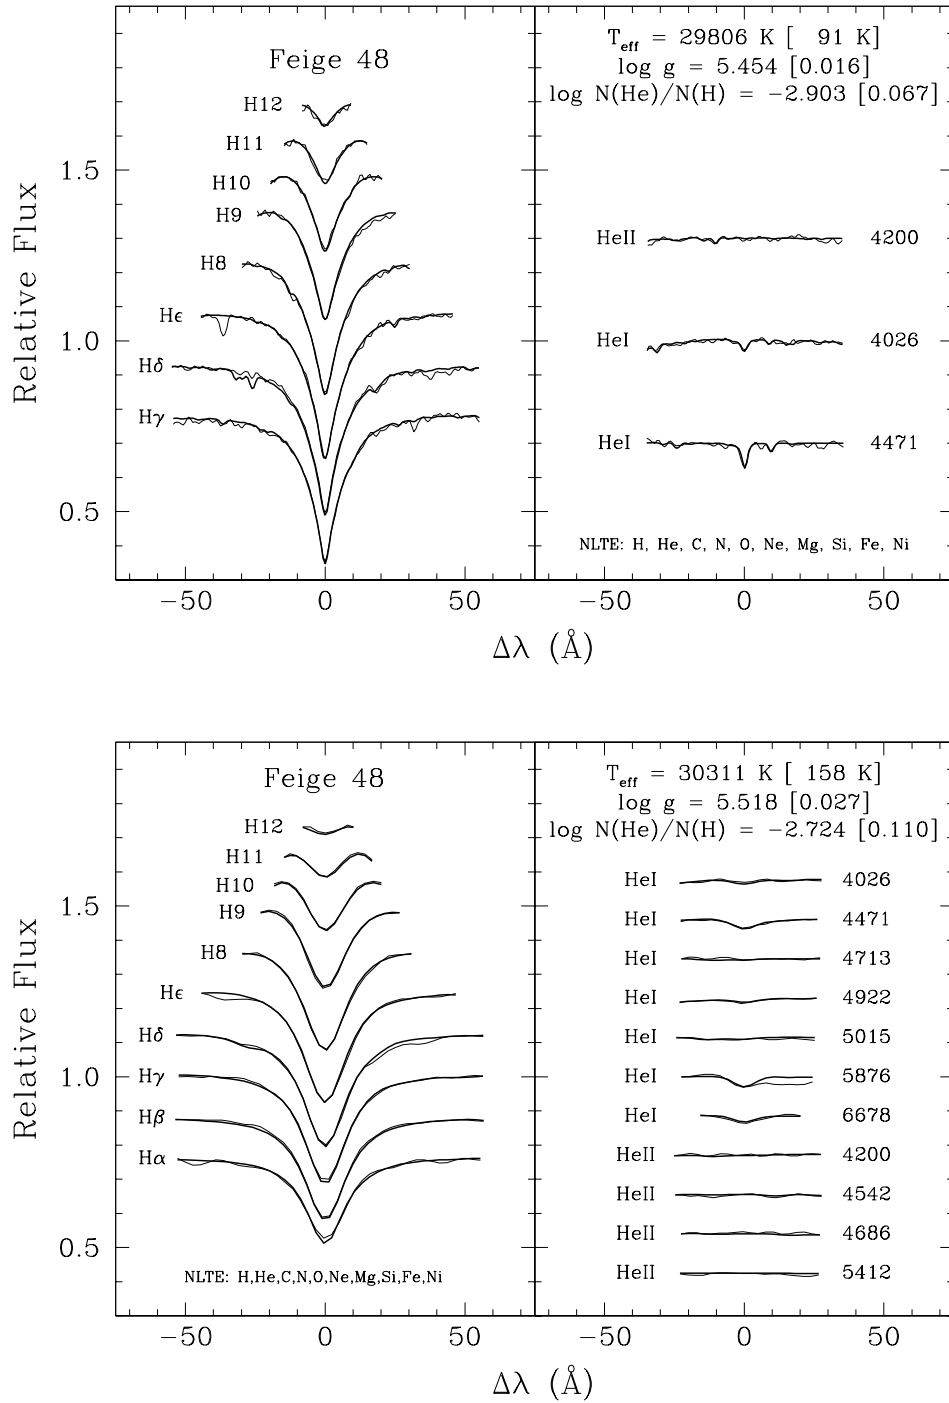 Feige 48
H12
H11
H10
H9
H8
Hϵ
Hδ
Hγ
Relative Flux
1.5
1.0
0.5
−50
0
50
T_eff = 29806 K [ 91 K]
log g = 5.454 [0.016]
log N(He)/N(H) = −2.903 [0.067]
HeII 4200
HeI 4026
HeI 4471
NLTE: H, He, C, N, O, Ne, Mg, Si, Fe, Ni
−50
0
50
Δλ (Å)
Feige 48
H12
H11
H10
H9
H8
Hϵ
Hδ
Hγ
Hβ
Hα
NLTE: H,He,C,N,O,Ne,Mg,Si,Fe,Ni
Relative Flux
1.5
1.0
0.5
−50
0
50
T_eff = 30311 K [ 158 K]
log g = 5.518 [0.027]
log N(He)/N(H) = −2.724 [0.110]
HeI 4026
HeI 4471
HeI 4713
HeI 4922
HeI 5015
HeI 5876
HeI 6678
HeII 4200
HeII 4542
HeII 4686
HeII 5412
−50
0
50
Δλ (Å)